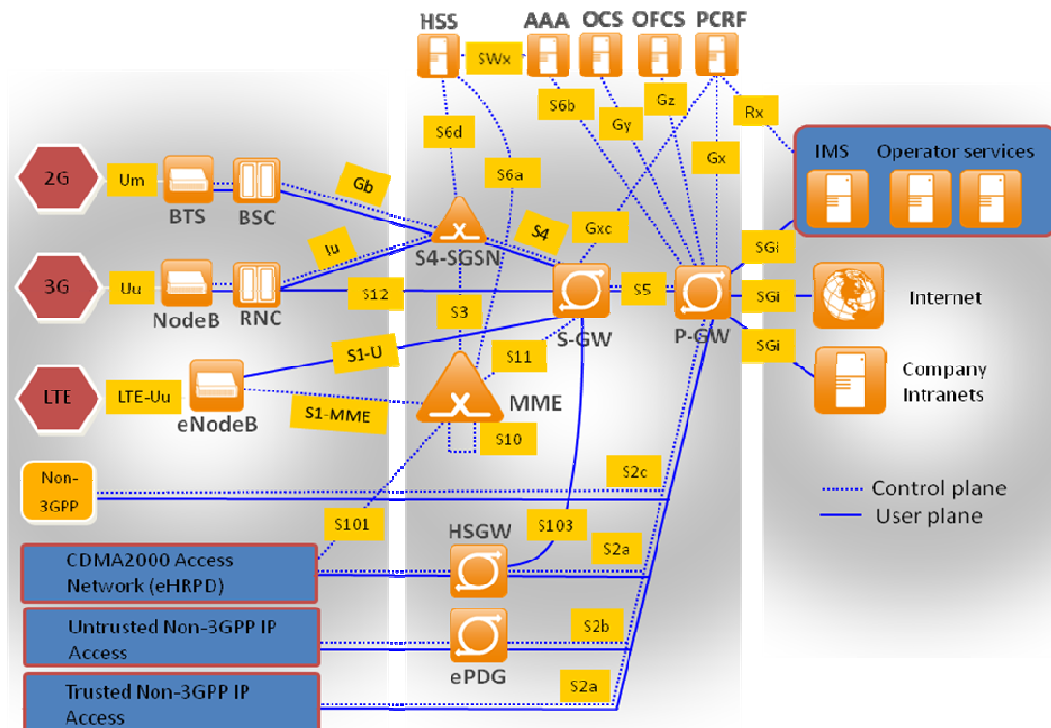 HSS
AAA
OCS
OFCS
PCRF
SWx
S6b
Gy
Gz
Rx
Gx
S6d
S6a
IMS
Operator services
2G
Um
BTS
BSC
Gb
Iu
S4-SGSN
S4
Gxc
SGi
3G
Uu
NodeB
RNC
S12
S3
S-GW
S5
P-GW
SGi
Internet
SGi
S1-U
S11
LTE
LTE-Uu
eNodeB
S1-MME
MME
S10
Company
Intranets
Non-
3GPP
S2c
Control plane
User plane
S101
HSGW
S103
S2a
CDMA2000 Access
Network (eHRPD)
Untrusted Non-3GPP IP
Access
ePDG
S2b
Trusted Non-3GPP IP
Access
S2a